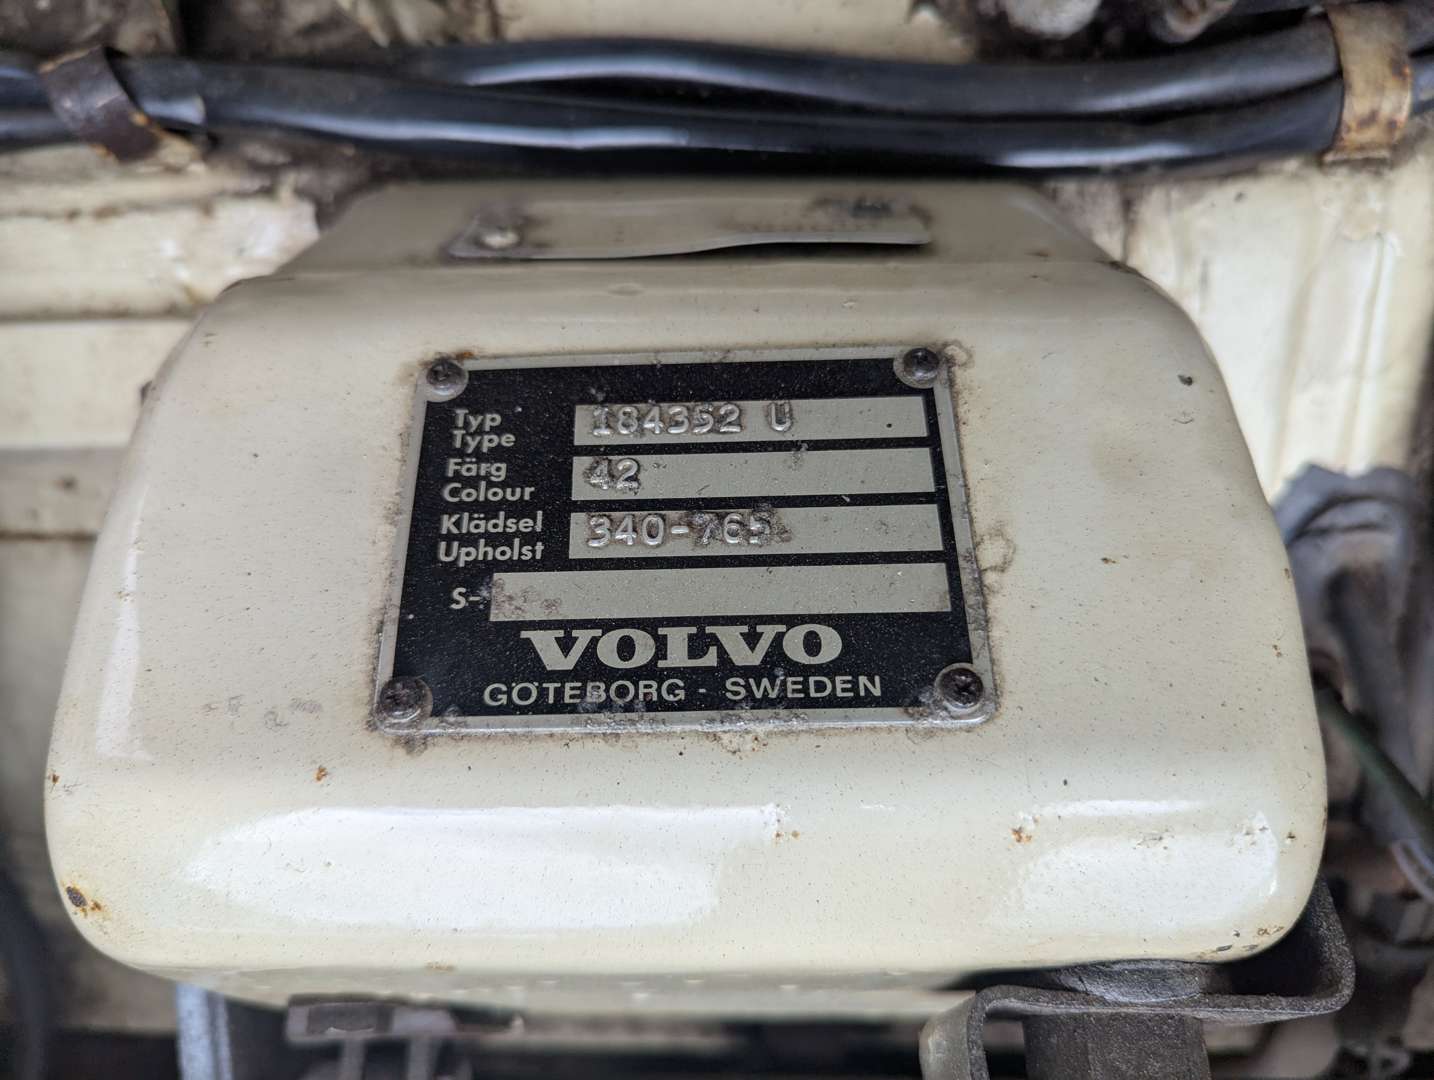 Typ
Type
184352 U
Färg
Colour
42
Klädsel
Upholst
340-765
S-
VOLVO
GÖTEBORG - SWEDEN